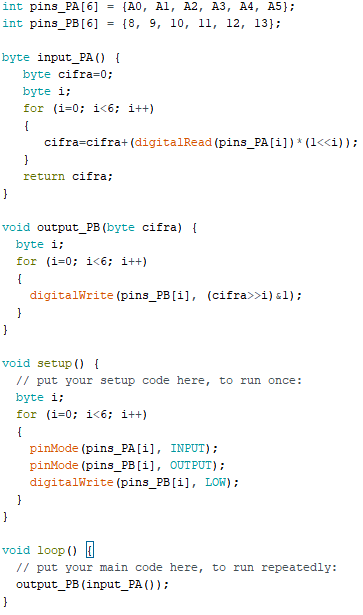 int pins_PA[6] = {A0, A1, A2, A3, A4, A5};
int pins_PB[6] = {8, 9, 10, 11, 12, 13};
byte input_PA() {
byte cifra=0;
byte i;
for (i=0; i<6; i++)
{
cifra=cifra+(digitalRead(pins_PA[i])*(1<<i));
}
return cifra;
}
void output_PB(byte cifra) {
byte i;
for (i=0; i<6; i++)
{
digitalWrite(pins_PB[i], (cifra>>i)&1);
}
}
void setup() {
// put your setup code here, to run once:
byte i;
for (i=0; i<6; i++)
{
pinMode(pins_PA[i], INPUT);
pinMode(pins_PB[i], OUTPUT);
digitalWrite(pins_PB[i], LOW);
}
}
void loop() {
// put your main code here, to run repeatedly:
output_PB(input_PA());
}